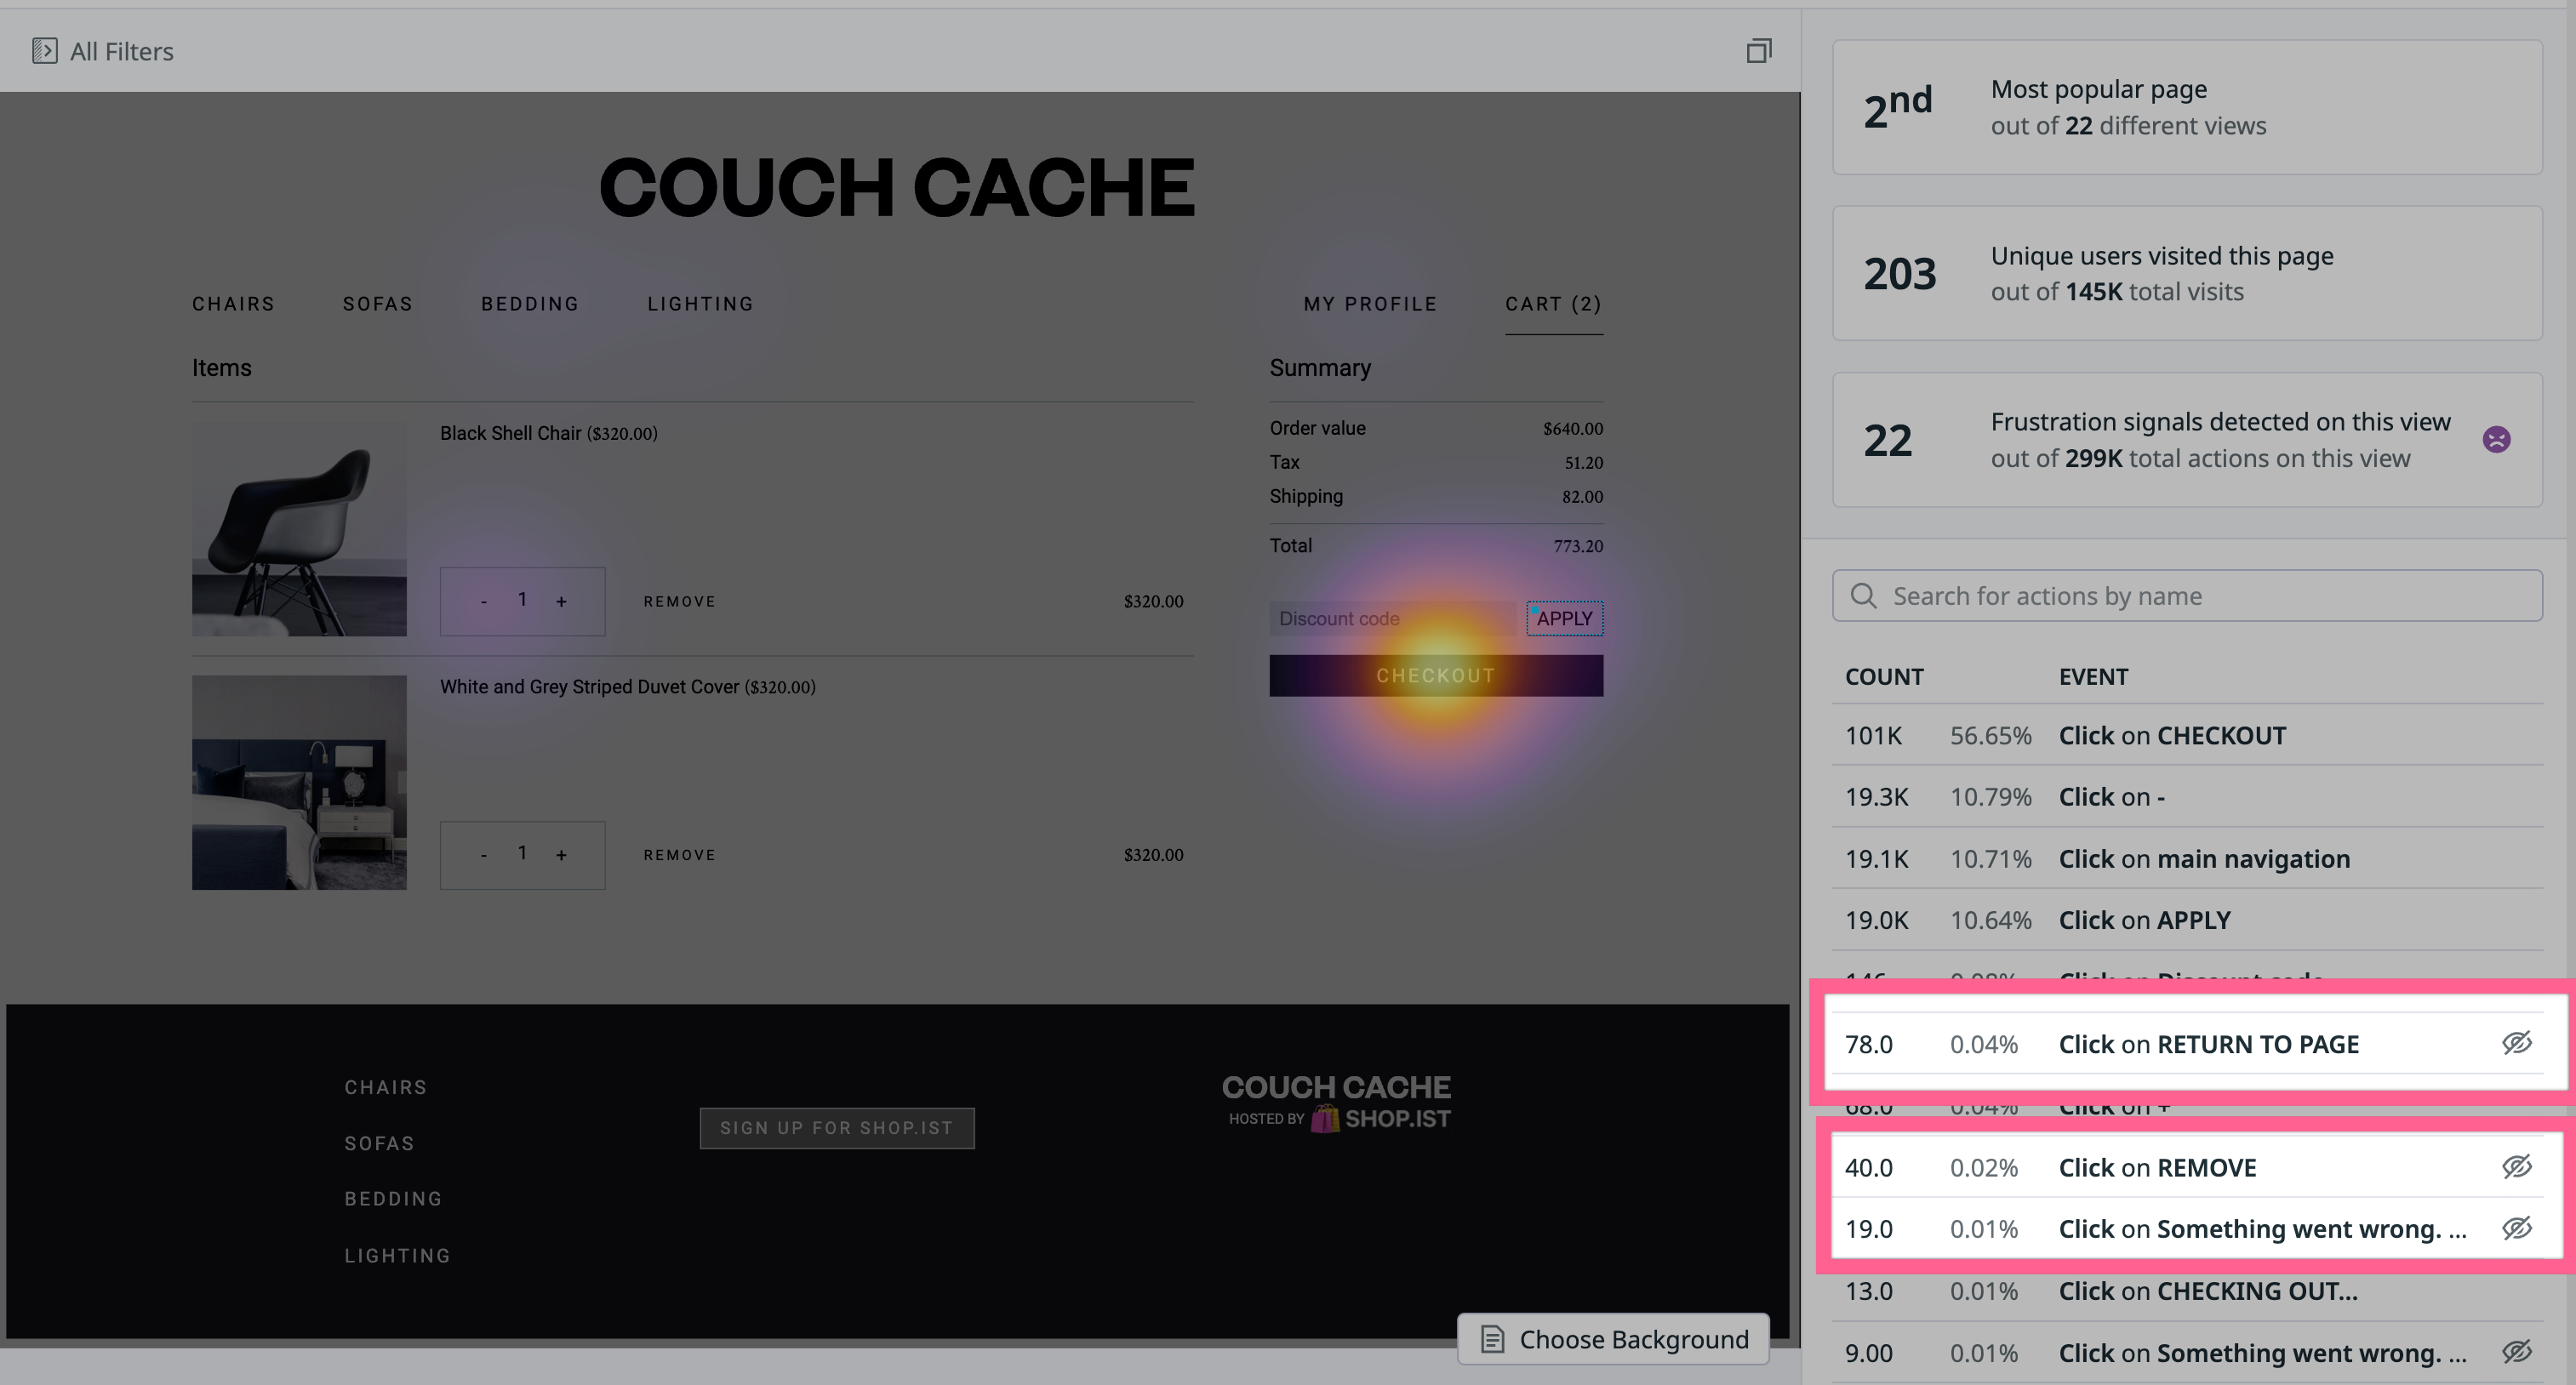 All Filters
COUCH CACHE
CHAIRS SOFAS BEDDING LIGHTING MY PROFILE CART (2)
Items
Black Shell Chair ($320.00)
- 1 + REMOVE $320.00
White and Grey Striped Duvet Cover ($320.00)
- 1 + REMOVE $320.00
Summary
Order value $640.00
Tax 51.20
Shipping 82.00
Total 773.20
Discount code APPLY
CHECKOUT
CHAIRS
SOFAS
BEDDING
LIGHTING
SIGN UP FOR SHOP.IST
COUCH CACHE
HOSTED BY SHOP.IST
Choose Background
2nd Most popular page
out of 22 different views
203 Unique users visited this page
out of 145K total visits
22 Frustration signals detected on this view
out of 299K total actions on this view
Search for actions by name
COUNT EVENT
101K 56.65% Click on CHECKOUT
19.3K 10.79% Click on -
19.1K 10.71% Click on main navigation
19.0K 10.64% Click on APPLY
Click on Discount code
78.0 0.04% Click on RETURN TO PAGE
68.0 0.04% Click on +
40.0 0.02% Click on REMOVE
19.0 0.01% Click on Something went wrong. ...
13.0 0.01% Click on CHECKING OUT...
9.00 0.01% Click on Something went wrong. ...